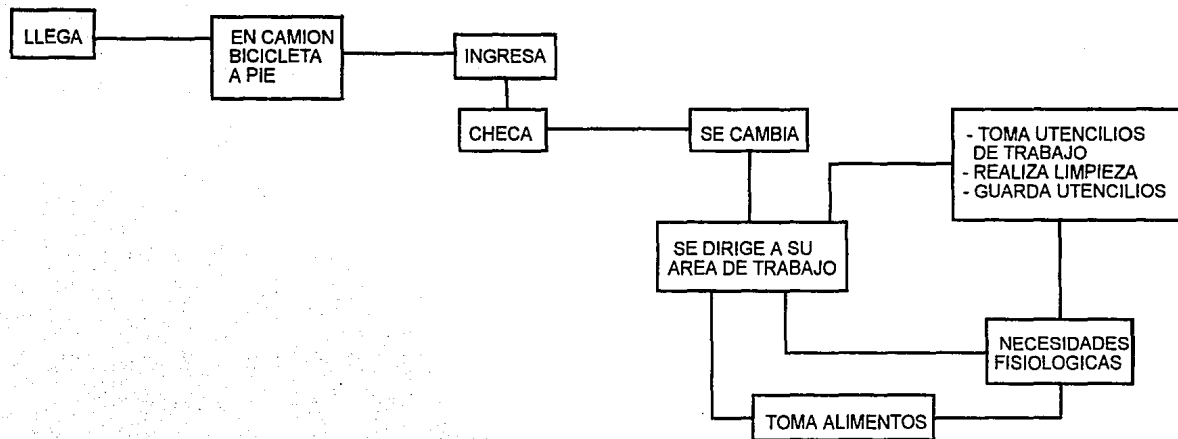 LLEGA
EN CAMION
BICICLETA
A PIE
INGRESA
CHECA
SE CAMBIA
- TOMA UTENCILIOS
DE TRABAJO
- REALIZA LIMPIEZA
- GUARDA UTENCILIOS
SE DIRIGE A SU
AREA DE TRABAJO
NECESIDADES
FISIOLOGICAS
TOMA ALIMENTOS